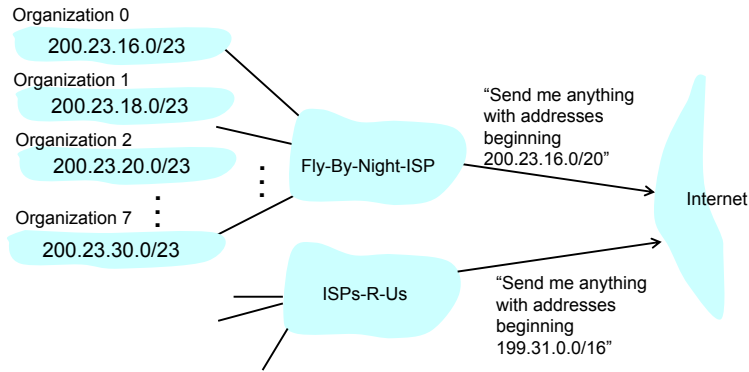 Organization 0
200.23.16.0/23
Organization 1
200.23.18.0/23
Organization 2
200.23.20.0/23
Organization 7
200.23.30.0/23
Fly-By-Night-ISP
“Send me anything
with addresses
beginning
200.23.16.0/20”
Internet
ISPs-R-Us
“Send me anything
with addresses
beginning
199.31.0.0/16”